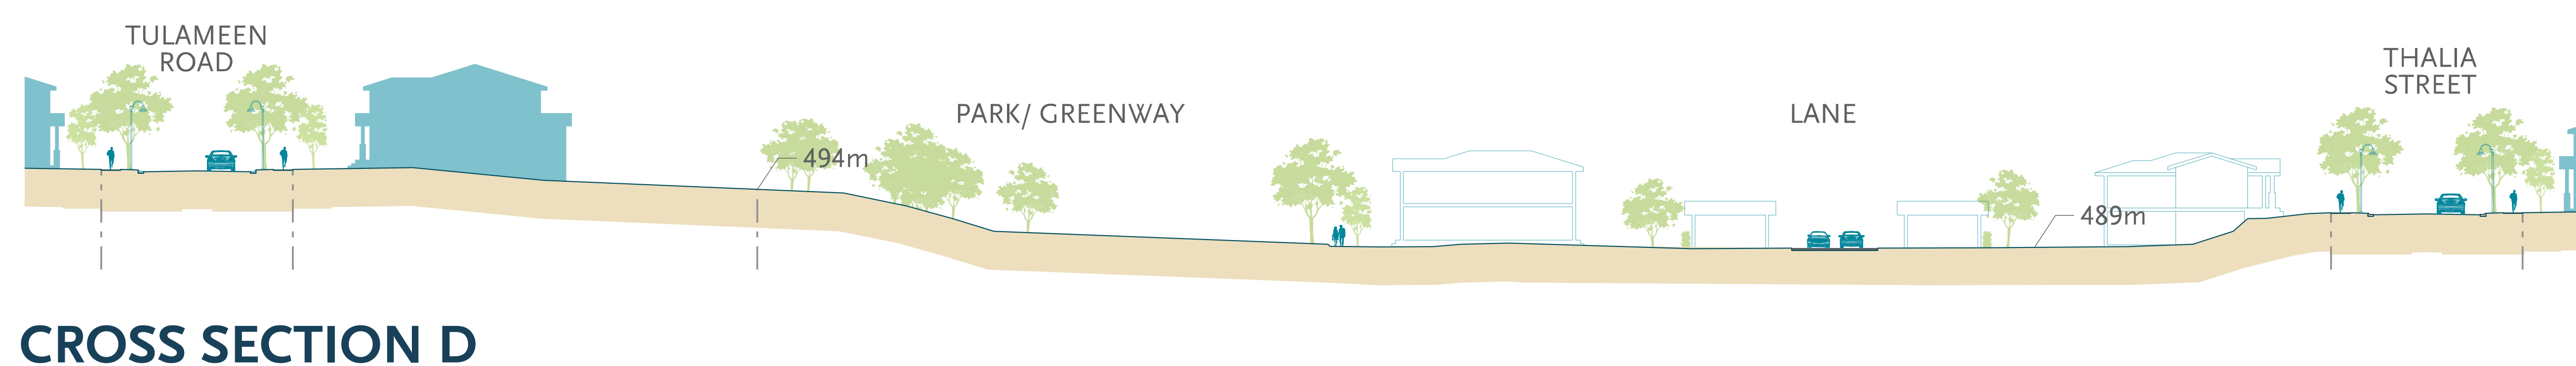 TULAMEEN
ROAD
494m
PARK/ GREENWAY
LANE
489m
THALIA
STREET
CROSS SECTION D